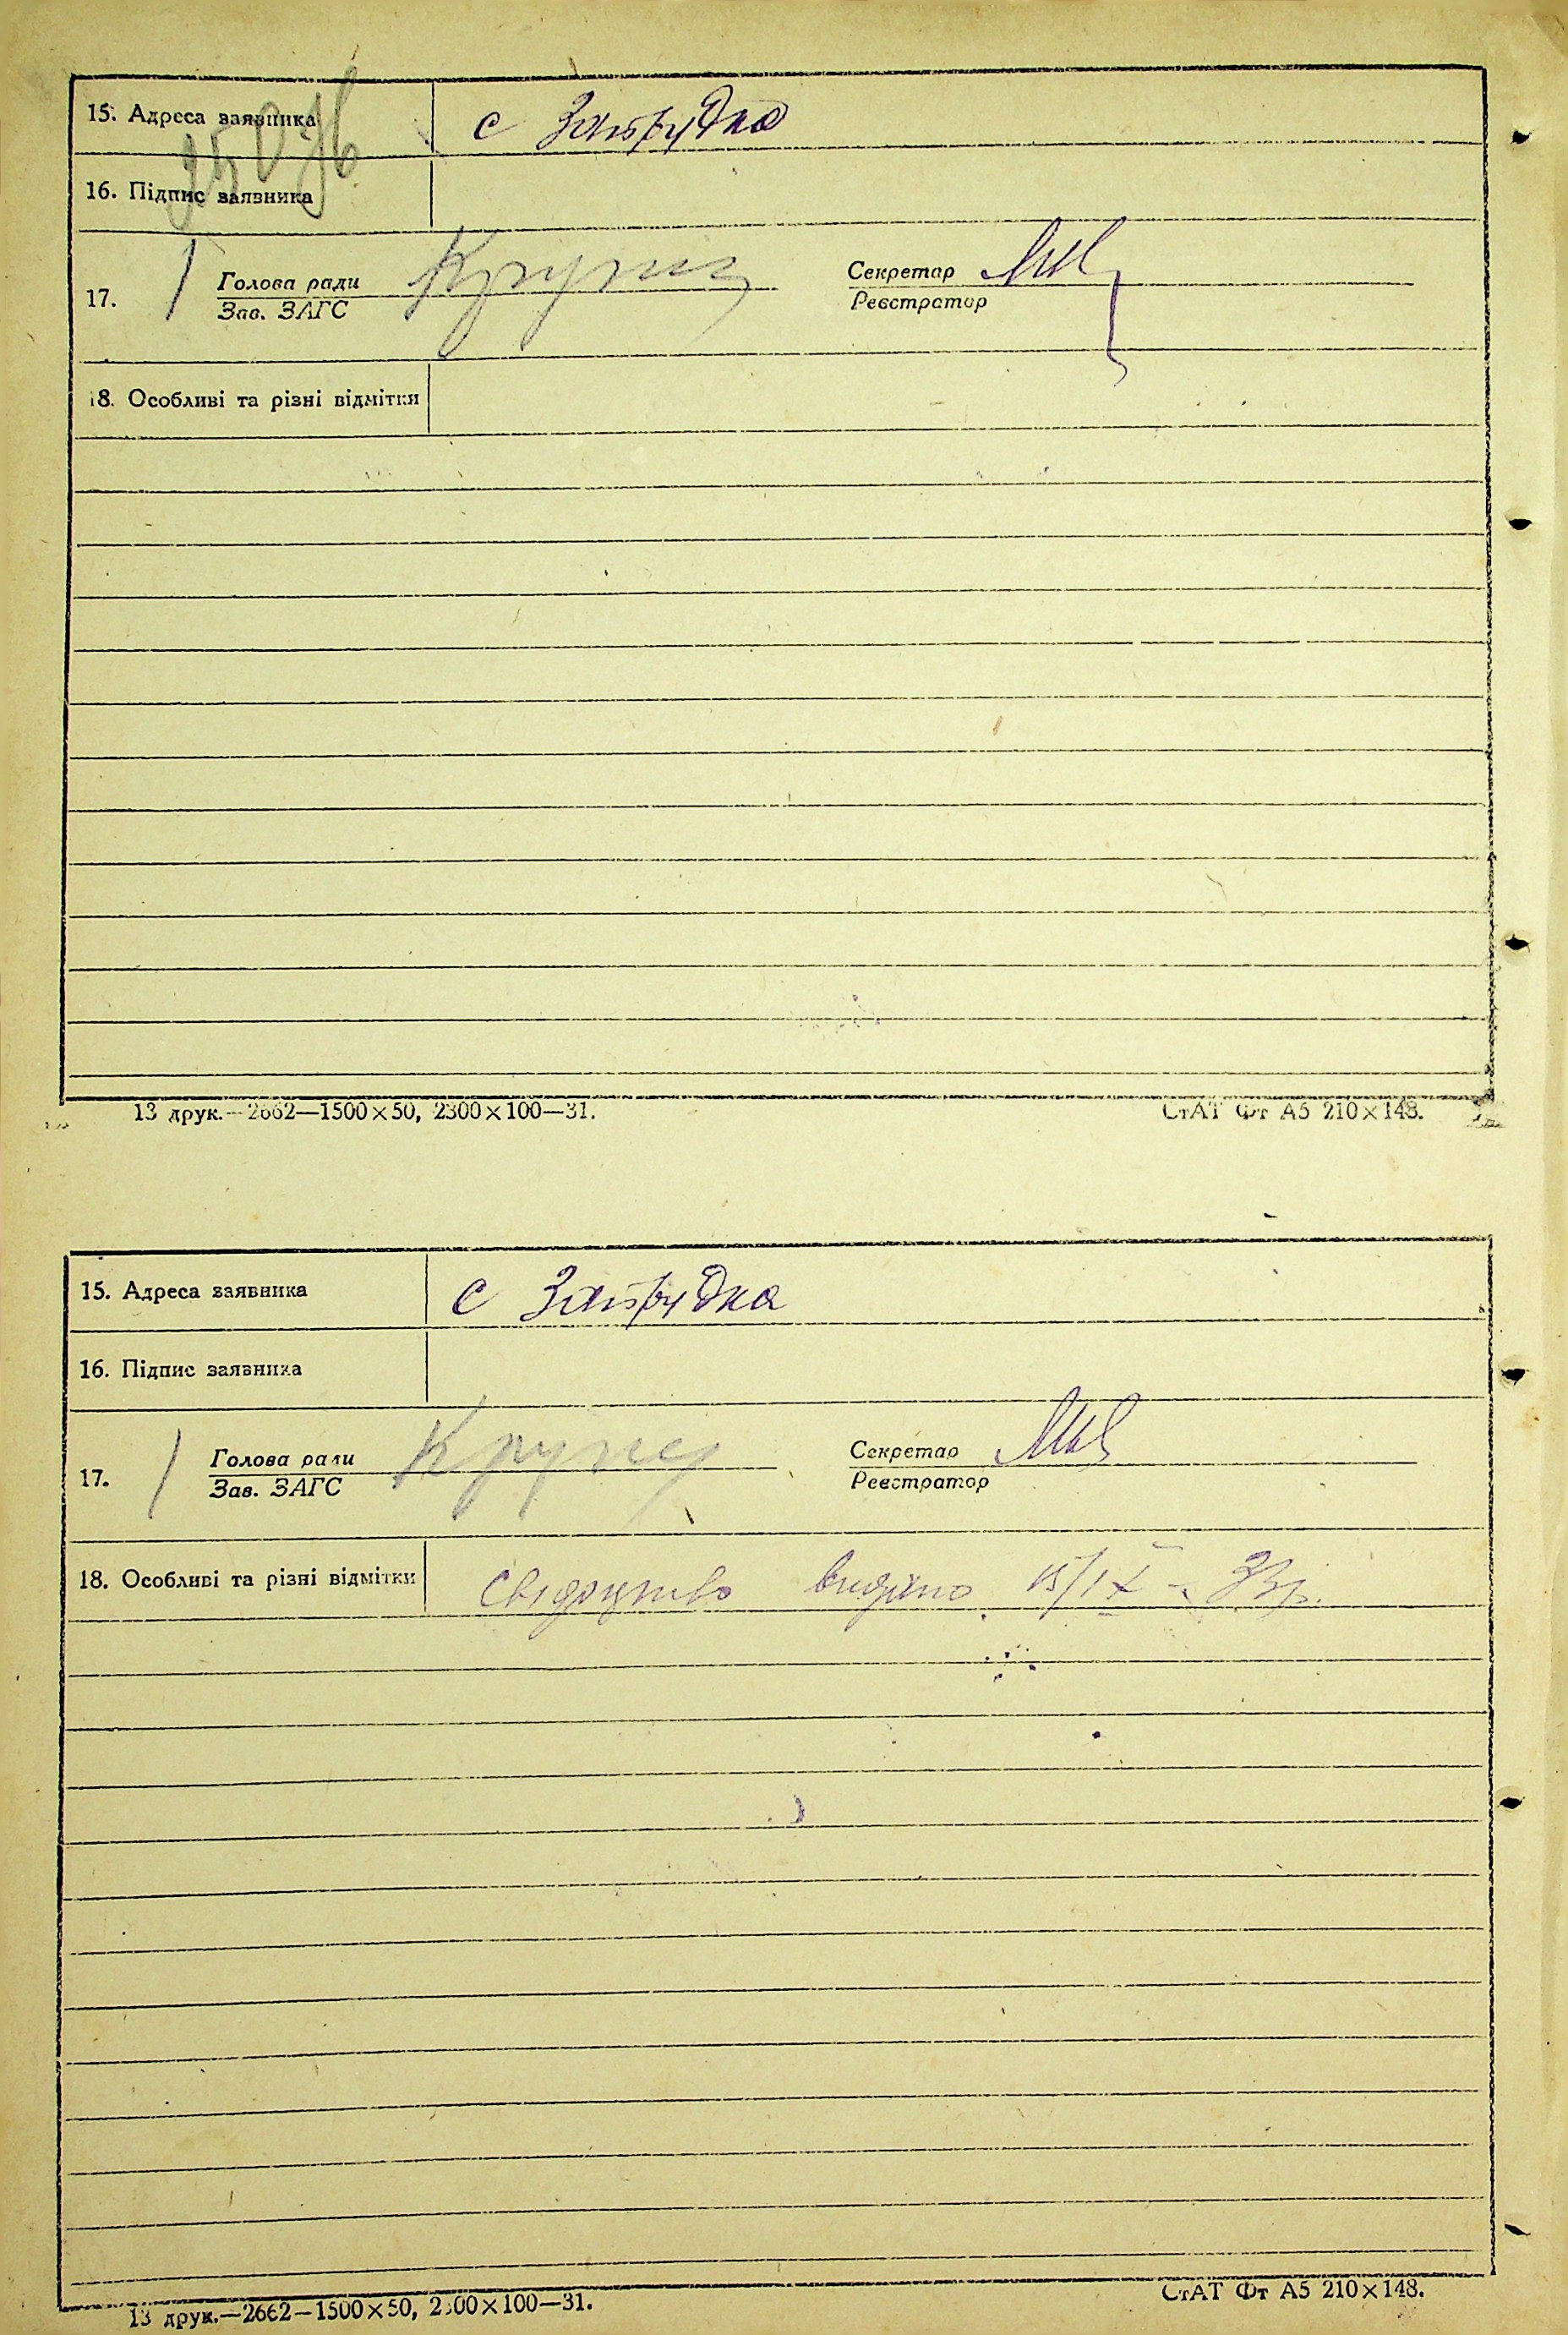 15. Адреса заявника с Затрудка
16. Підпис заявника
17. Голова ради Секретар
Зав. ЗАГС Реєстратор
18. Особливі та різні відмітки
13 друк.—2662—1500×50, 2300×100—31. СтАТ Фт А5 210×148.
15. Адреса заявника с Затрудка
16. Підпис заявника
17. Голова ради Секретар
Зав. ЗАГС Реєстратор
18. Особливі та різні відмітки свідоцтво видано 15/IX - 33р.
13 друк.—2662—1500×50, 2300×100—31. СтАТ Фт А5 210×148.